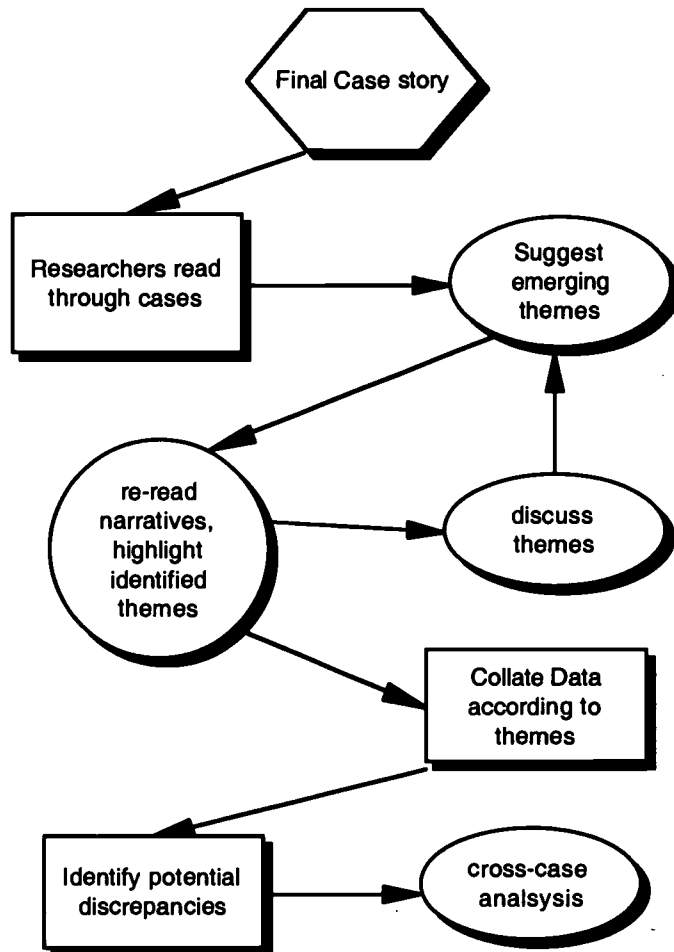 Final Case story
Researchers read
through cases
Suggest
emerging
themes
re-read
narratives,
highlight
identified
themes
discuss
themes
Collate Data
according to
themes
Identify potential
discrepancies
cross-case
analsysis